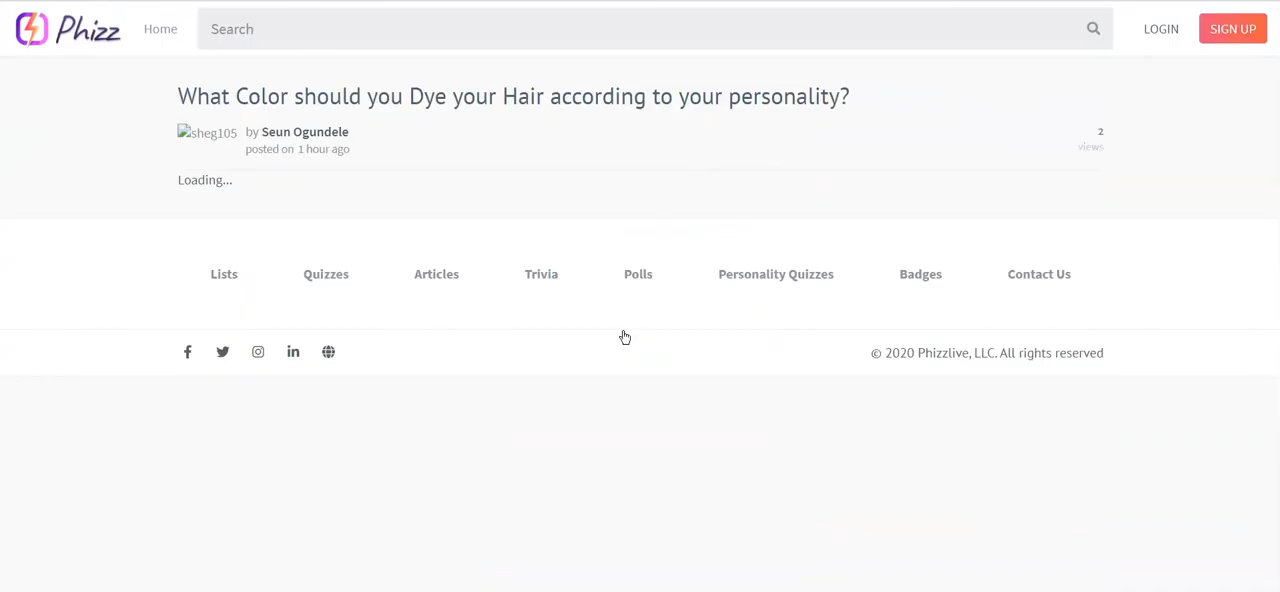 Phizz Home Search LOGIN SIGN UP
What Color should you Dye your Hair according to your personality?
sheg105 by Seun Ogundele 2
posted on 1 hour ago views
Loading...
Lists Quizzes Articles Trivia Polls Personality Quizzes Badges Contact Us
© 2020 Phizzlive, LLC. All rights reserved